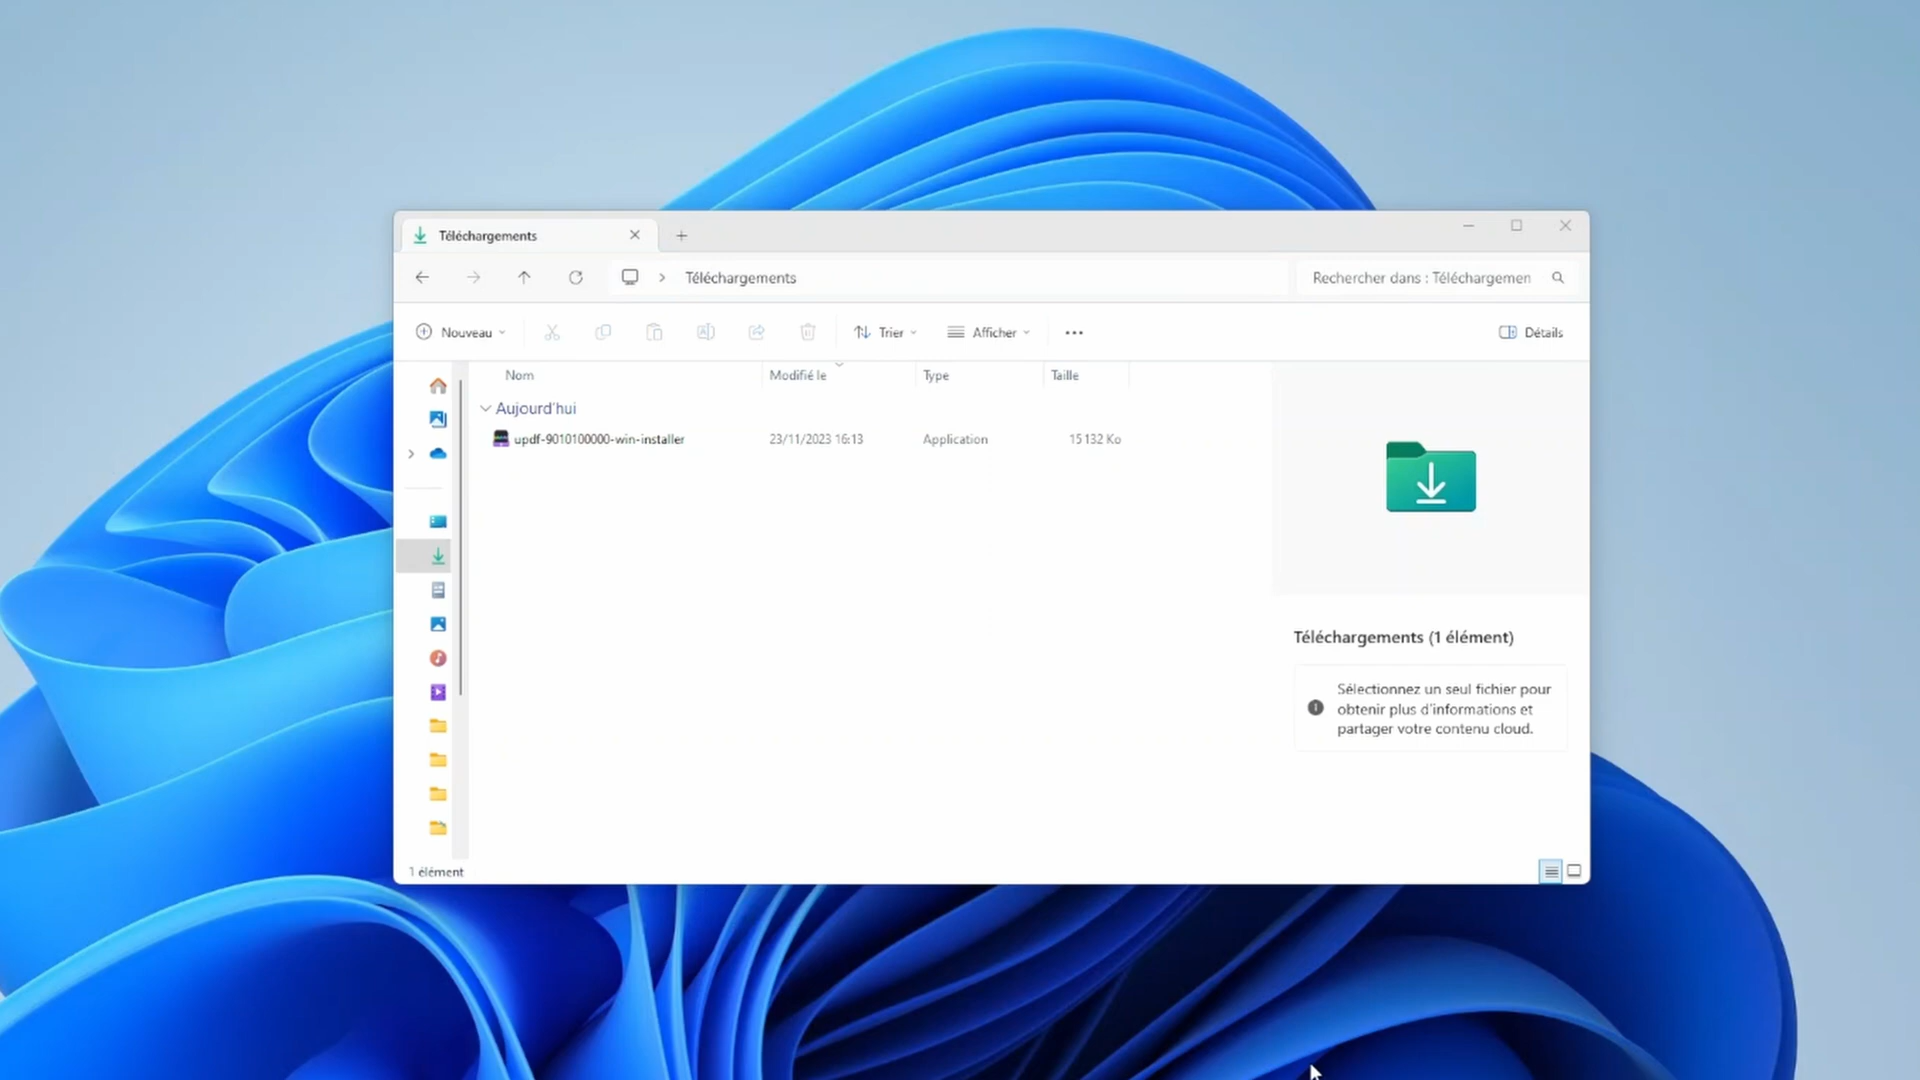 Téléchargements
Téléchargements
Rechercher dans : Téléchargemen
Nouveau
Trier
Afficher
Détails
Nom Modifié le Type Taille
Aujourd'hui
updf-9010100000-win-installer 23/11/2023 16:13 Application 15 132 Ko
Téléchargements (1 élément)
Sélectionnez un seul fichier pour
obtenir plus d'informations et
partager votre contenu cloud.
1 élément